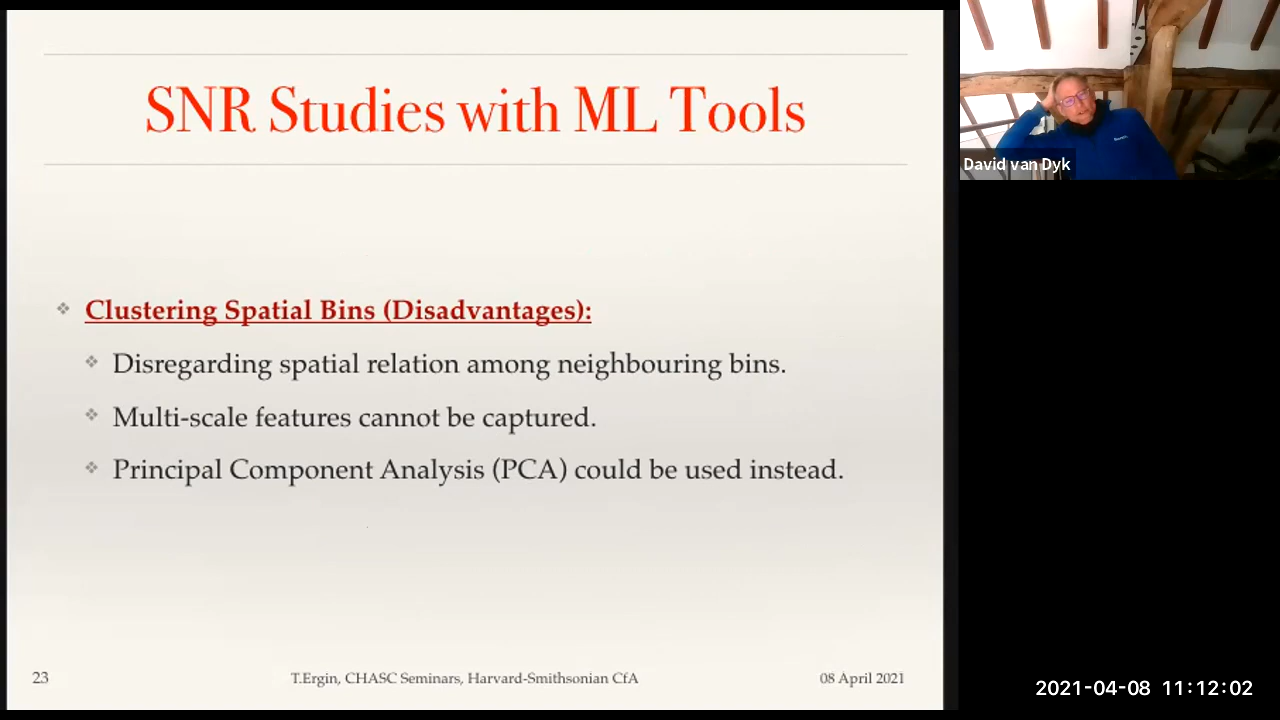 SNR Studies with ML Tools
Clustering Spatial Bins (Disadvantages):
Disregarding spatial relation among neighbouring bins.
Multi-scale features cannot be captured.
Principal Component Analysis (PCA) could be used instead.
23
T.Ergin, CHASC Seminars, Harvard-Smithsonian CfA
08 April 2021
David van Dyk
2021-04-08 11:12:02